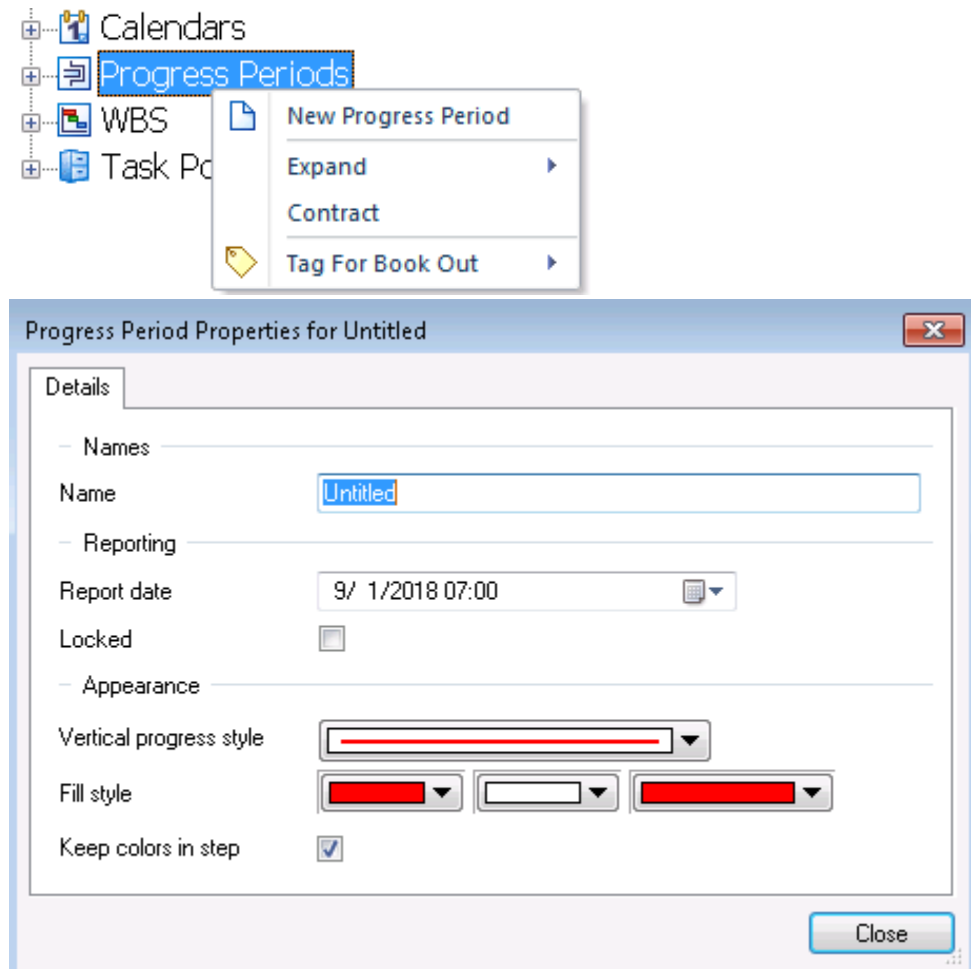 Calendars
Progress Periods
WBS
Task Po
New Progress Period
Expand
Contract
Tag For Book Out
Progress Period Properties for Untitled
Details
Names
Name Untitled
Reporting
Report date 9/ 1/2018 07:00
Locked
Appearance
Vertical progress style
Fill style
Keep colors in step
Close